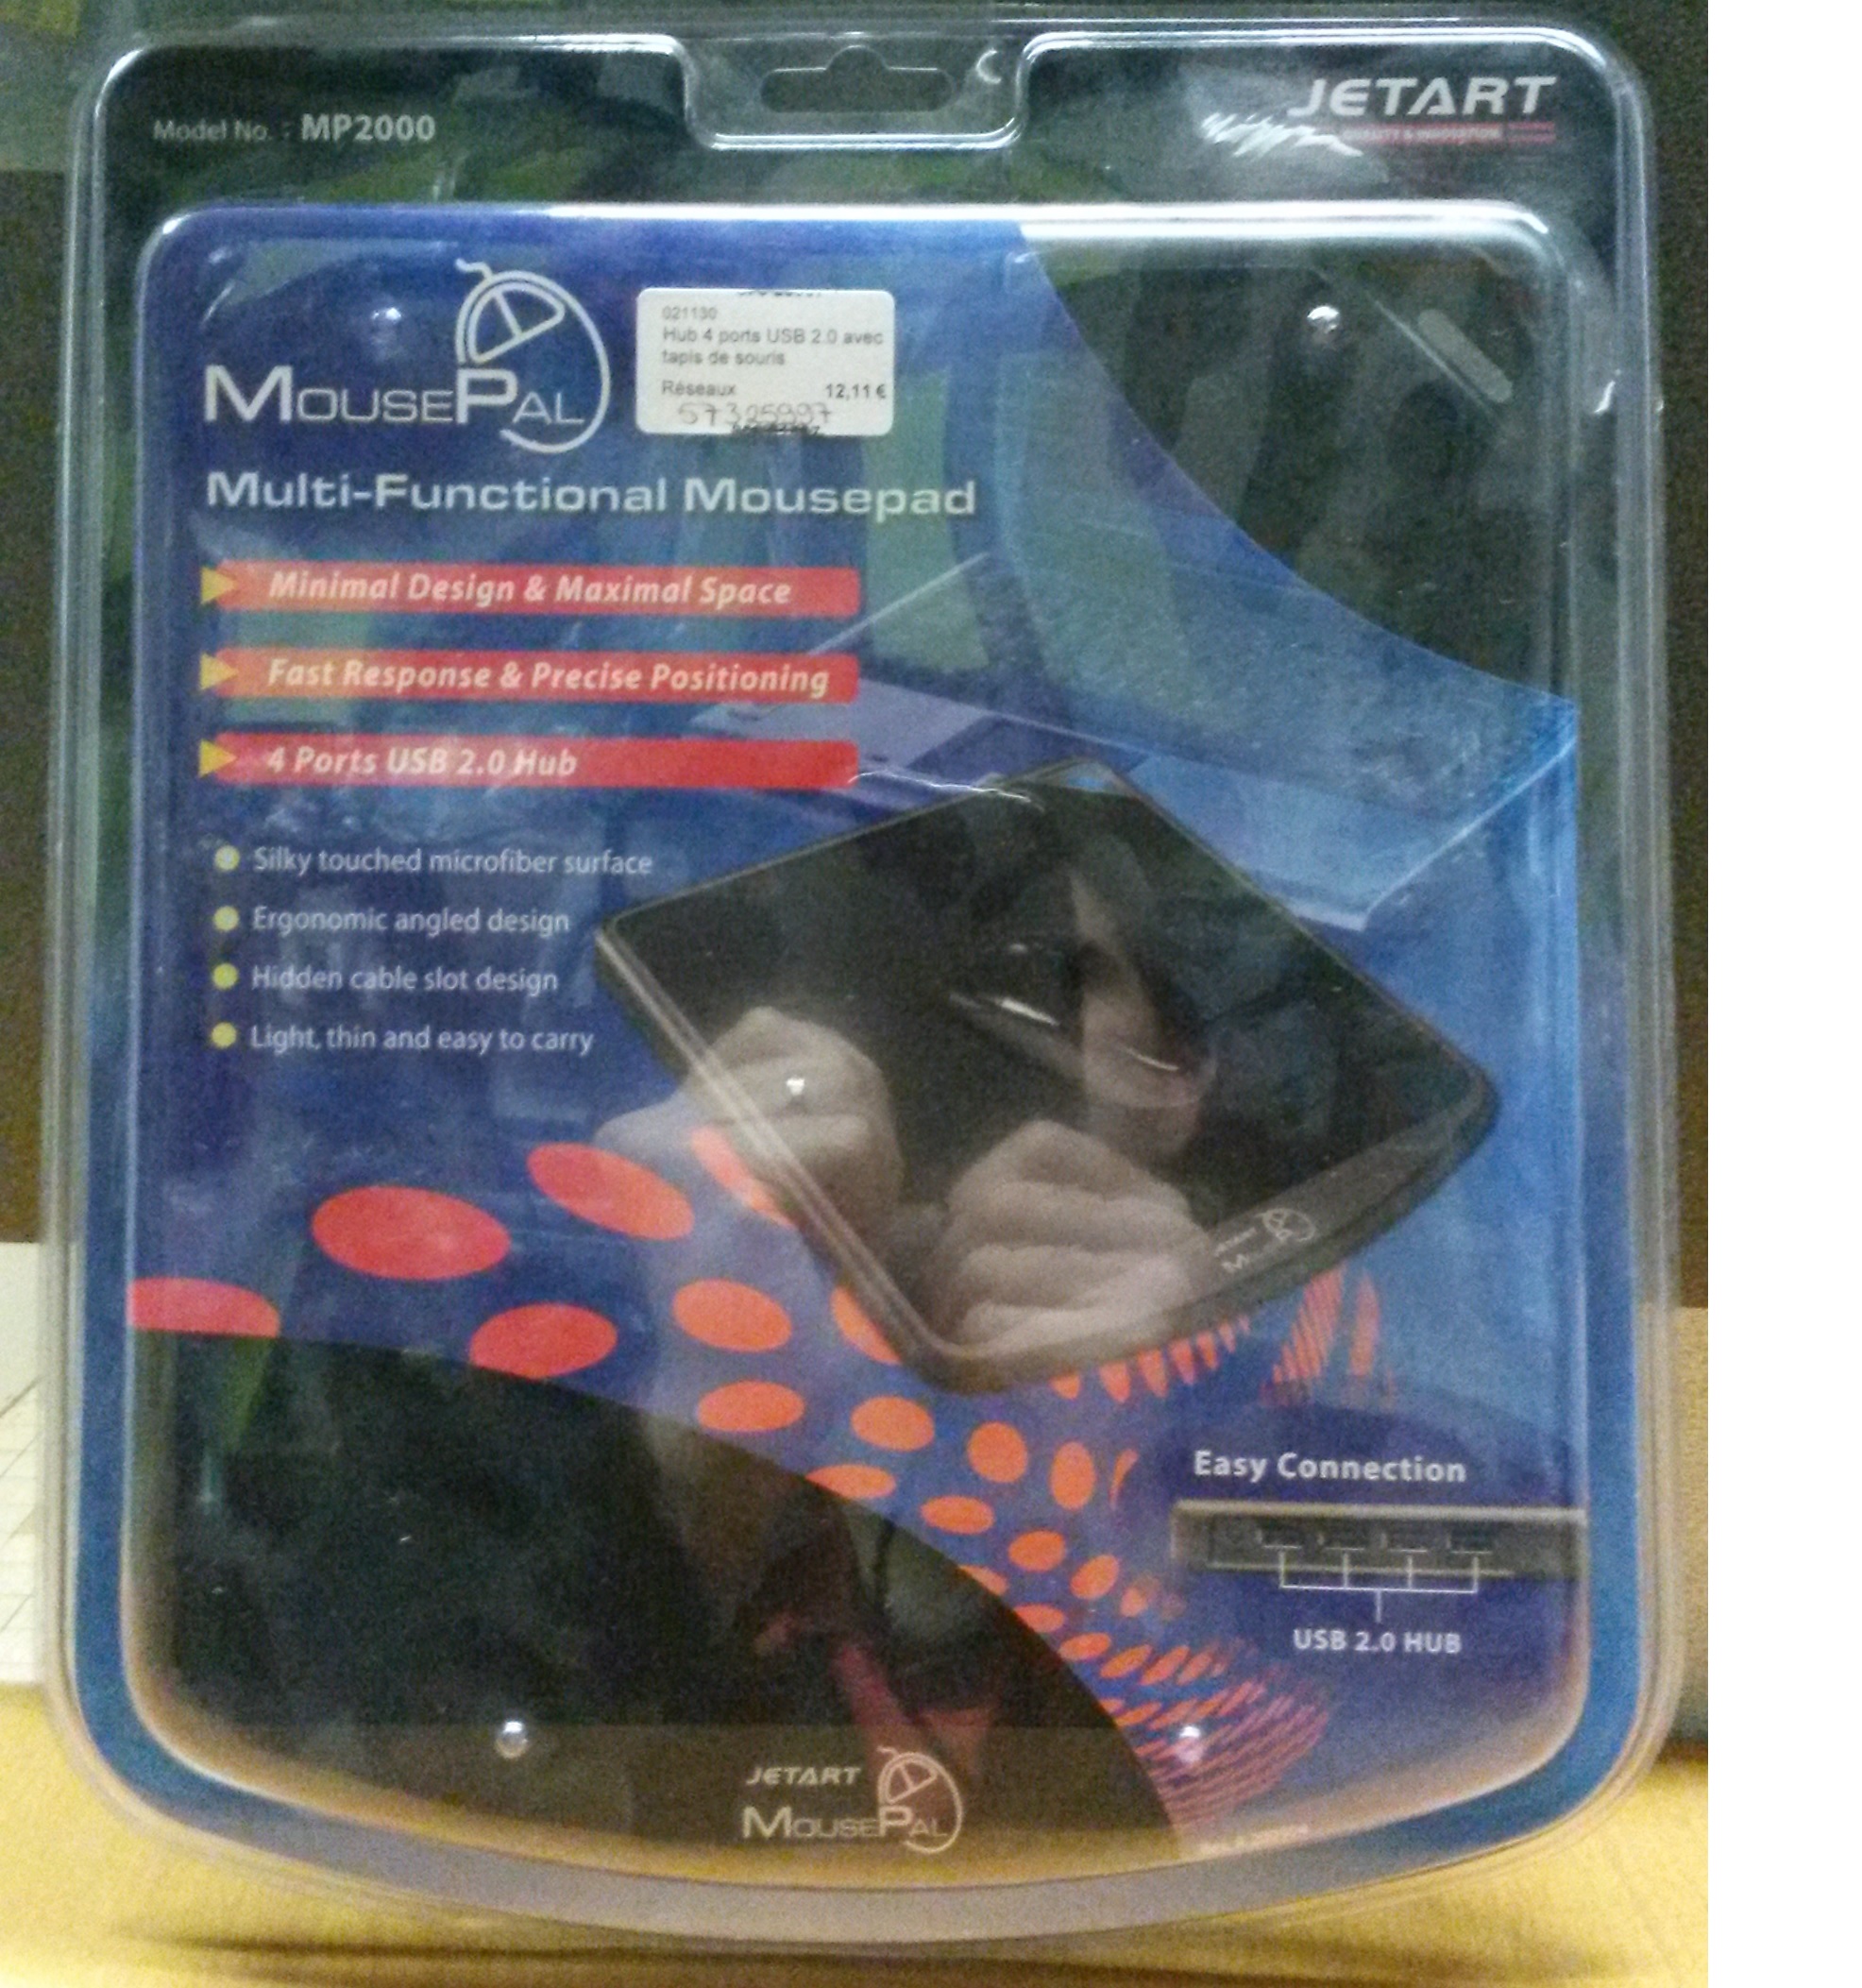 Model No. : MP2000
JETART
QUALITY & INNOVATION
MOUSEPAL
021130
Hub 4 ports USB 2.0 avec
tapis de souris
Réseaux 12,11 €
Multi-Functional Mousepad
Minimal Design & Maximal Space
Fast Response & Precise Positioning
4 Ports USB 2.0 Hub
Silky touched microfiber surface
Ergonomic angled design
Hidden cable slot design
Light, thin and easy to carry
Easy Connection
USB 2.0 HUB
JETART
MOUSEPAL